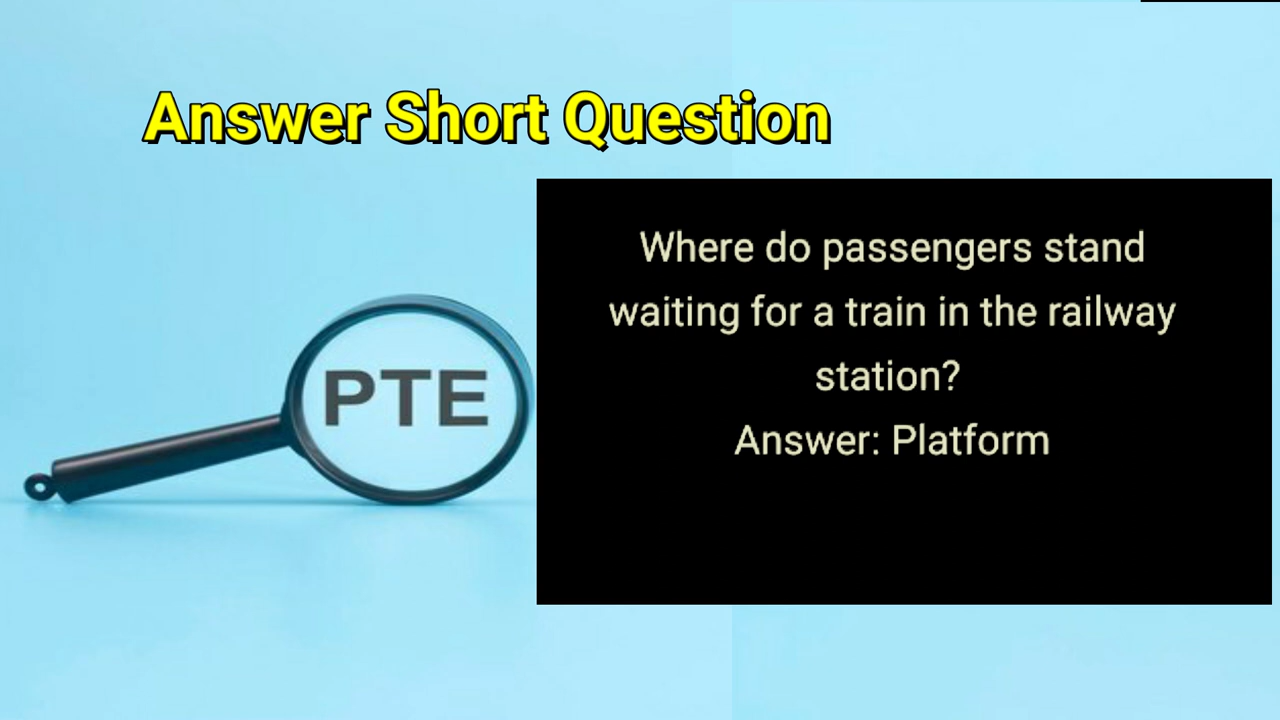 Answer Short Question
PTE
Where do passengers stand
waiting for a train in the railway
station?
Answer: Platform